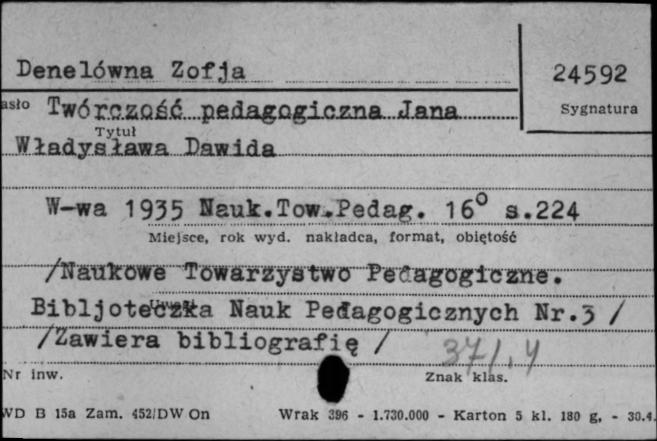 Denelówna Zofja
24592
asło Twórczość pedagogiczna Jana
Sygnatura
Tytuł
Władysława Dawida
W-wa 1935 Nauk.Tow.Pedag. 16° s.224
Miejsce, rok wyd. nakładca, format, objętość
/Naukowe Towarzystwo Pedagogiczne.
Uwagi
Bibljoteczka Nauk Pedagogicznych Nr.3 /
/Zawiera bibliografię /
371.4
Nr inw.
Znak klas.
WD B 15a Zam. 452/DW On
Wrak 396 - 1.730.000 - Karton 5 kl. 180 g. - 30.4.